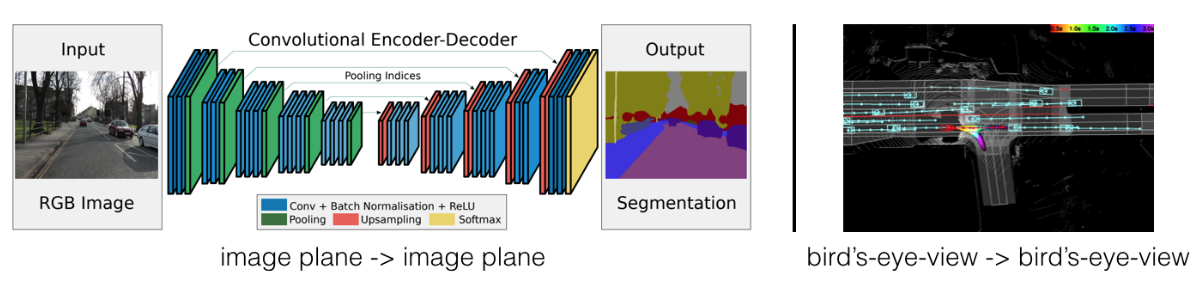 Input
RGB Image
Convolutional Encoder-Decoder
Pooling Indices
Conv + Batch Normalisation + ReLU
Pooling Upsampling Softmax
Output
Segmentation
image plane -> image plane
0.5s 1.0s 1.5s 2.0s 2.5s 3.0s
bird's-eye-view -> bird's-eye-view